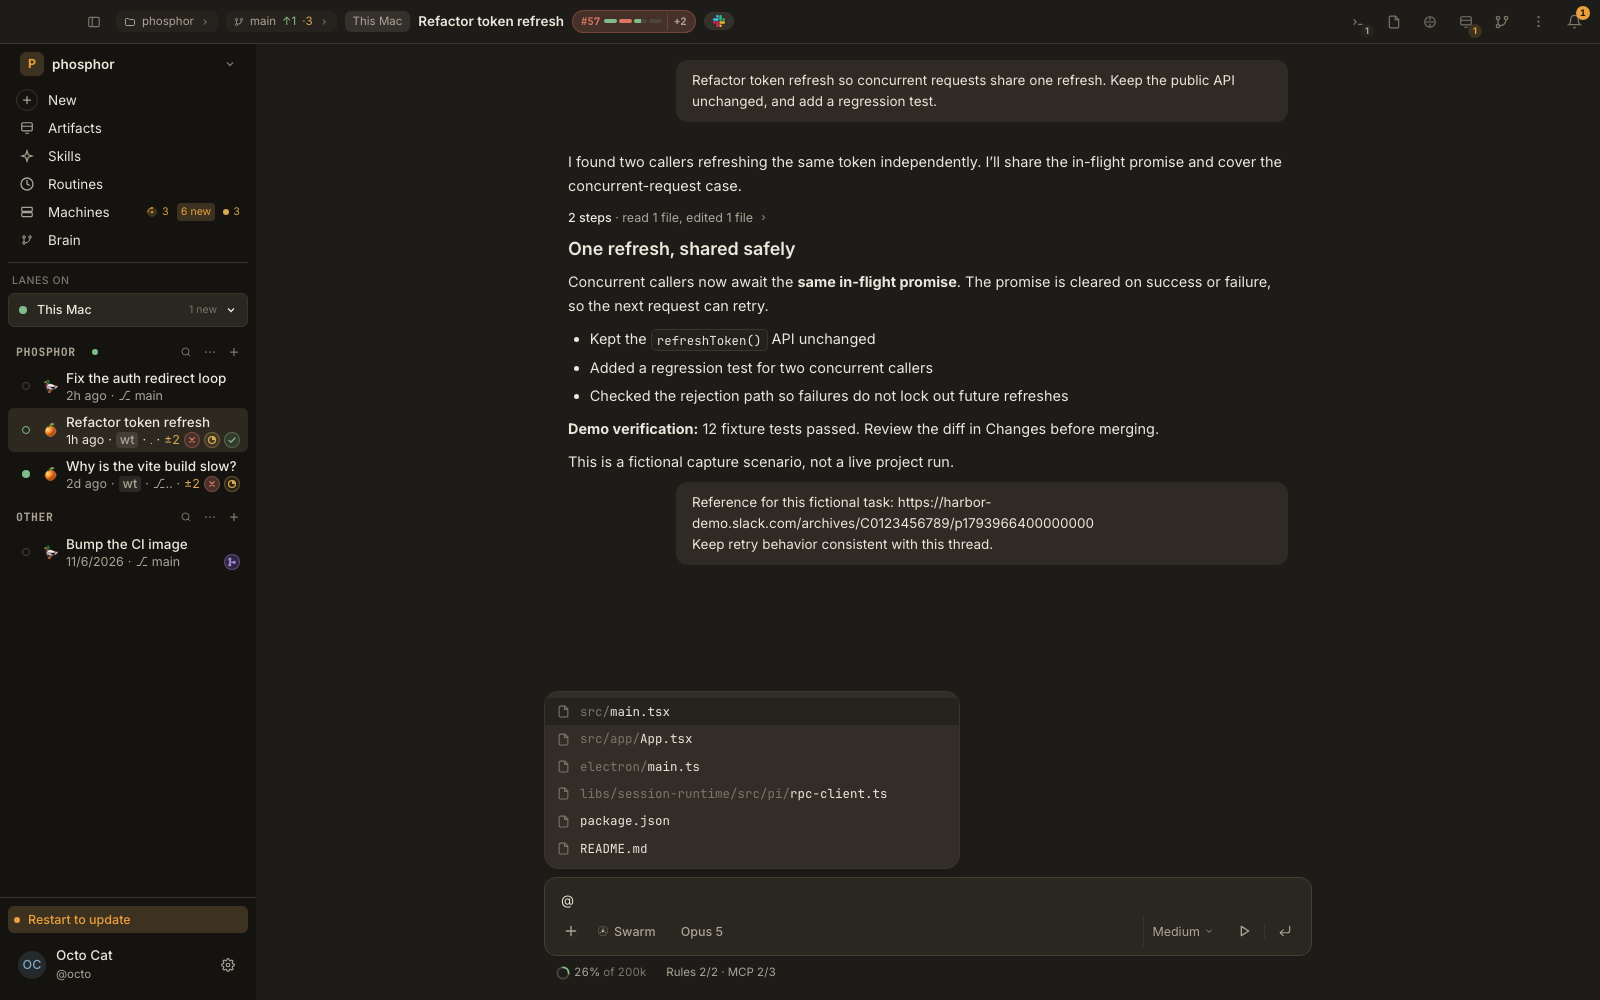 phosphor
main ↑1 ·3
This Mac
Refactor token refresh
#57
+2
1
1
1
P phosphor
New
Artifacts
Skills
Routines
Machines 3 6 new 3
Brain
LANES ON
This Mac 1 new
PHOSPHOR
Fix the auth redirect loop
2h ago · ⌥ main
Refactor token refresh
1h ago · wt · . · ±2
Why is the vite build slow?
2d ago · wt · ⌥.. · ±2
OTHER
Bump the CI image
11/6/2026 · ⌥ main
Restart to update
OC
Octo Cat
@octo
Refactor token refresh so concurrent requests share one refresh. Keep the public API
unchanged, and add a regression test.
I found two callers refreshing the same token independently. I’ll share the in-flight promise and cover the
concurrent-request case.
2 steps · read 1 file, edited 1 file
One refresh, shared safely
Concurrent callers now await the same in-flight promise. The promise is cleared on success or failure,
so the next request can retry.
• Kept the refreshToken() API unchanged
• Added a regression test for two concurrent callers
• Checked the rejection path so failures do not lock out future refreshes
Demo verification: 12 fixture tests passed. Review the diff in Changes before merging.
This is a fictional capture scenario, not a live project run.
Reference for this fictional task: https://harbor-
demo.slack.com/archives/C0123456789/p1793966400000000
Keep retry behavior consistent with this thread.
src/main.tsx
src/app/App.tsx
electron/main.ts
libs/session-runtime/src/pi/rpc-client.ts
package.json
README.md
@
Swarm
Opus 5
Medium
26% of 200k
Rules 2/2 · MCP 2/3